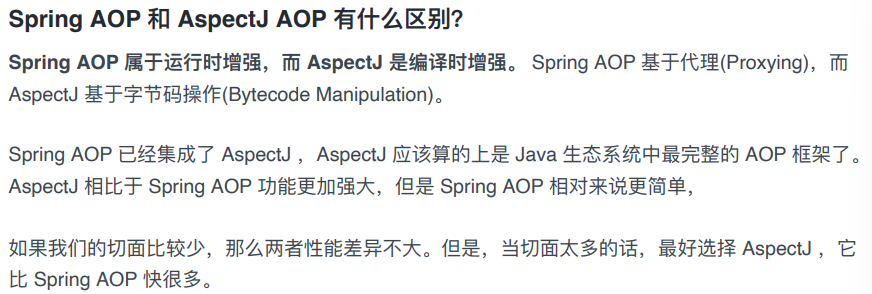 Spring AOP 和 AspectJ AOP 有什么区别?
Spring AOP 属于运行时增强，而 AspectJ 是编译时增强。 Spring AOP 基于代理(Proxying)，而
AspectJ 基于字节码操作(Bytecode Manipulation)。
Spring AOP 已经集成了 AspectJ ，AspectJ 应该算的上是 Java 生态系统中最完整的 AOP 框架了。
AspectJ 相比于 Spring AOP 功能更加强大，但是 Spring AOP 相对来说更简单，
如果我们的切面比较少，那么两者性能差异不大。但是，当切面太多的话，最好选择 AspectJ ，它
比 Spring AOP 快很多。